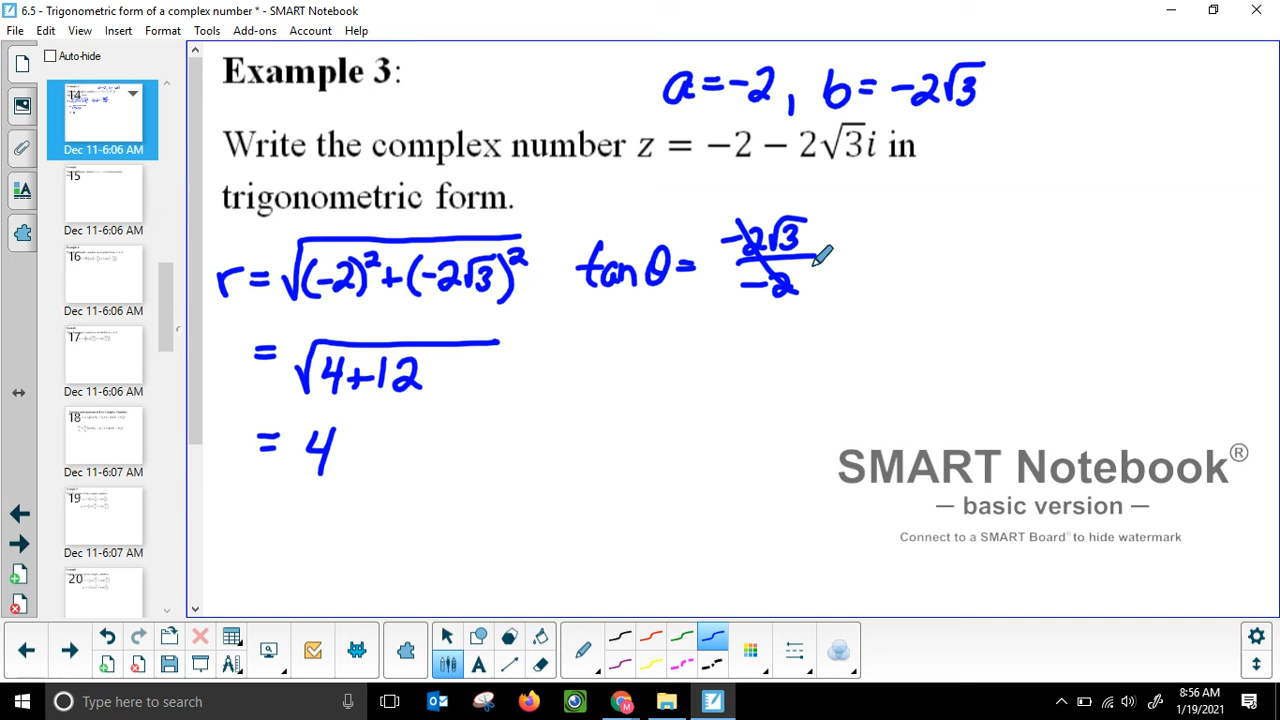 6.5 - Trigonometric form of a complex number * - SMART Notebook
File Edit View Insert Format Tools Add-ons Account Help
Auto-hide
14
Dec 11-6:06 AM
15
Dec 11-6:06 AM
16
Dec 11-6:06 AM
17
Dec 11-6:06 AM
18
Dec 11-6:07 AM
19
Dec 11-6:07 AM
20
Example 3:
a = -2 , b = -2√3
Write the complex number z = −2 − 2√3i in
trigonometric form.
r = √(-2)² + (-2√3)²
tan θ = -2√3 / -2
= √4+12
= 4
SMART Notebook®
— basic version —
Connect to a SMART Board® to hide watermark
Type here to search
8:56 AM
1/19/2021